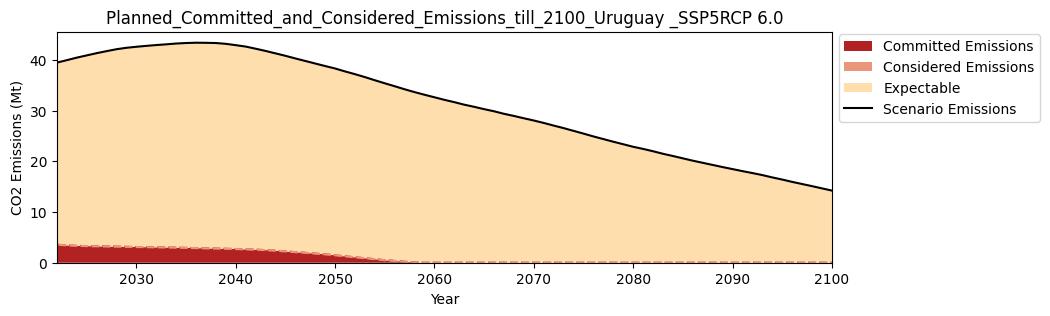 Planned_Committed_and_Considered_Emissions_till_2100_Uruguay _SSP5RCP 6.0
Committed Emissions
Considered Emissions
Expectable
Scenario Emissions
CO2 Emissions (Mt)
40
30
20
10
0
2030 2040 2050 2060 2070 2080 2090 2100
Year